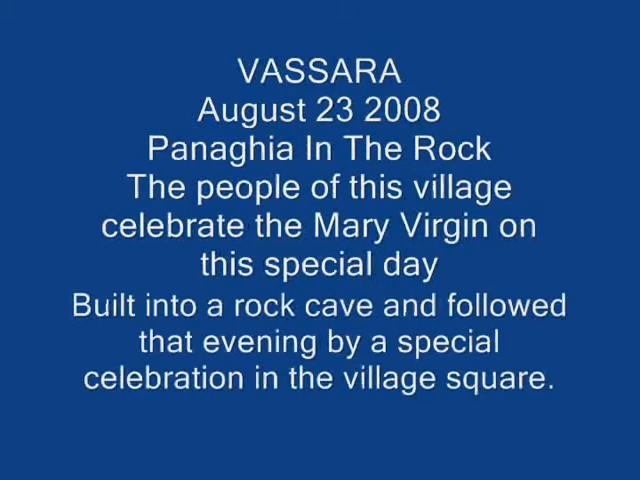 VASSARA
August 23 2008
Panaghia In The Rock
The people of this village
celebrate the Mary Virgin on
this special day
Built into a rock cave and followed
that evening by a special
celebration in the village square.